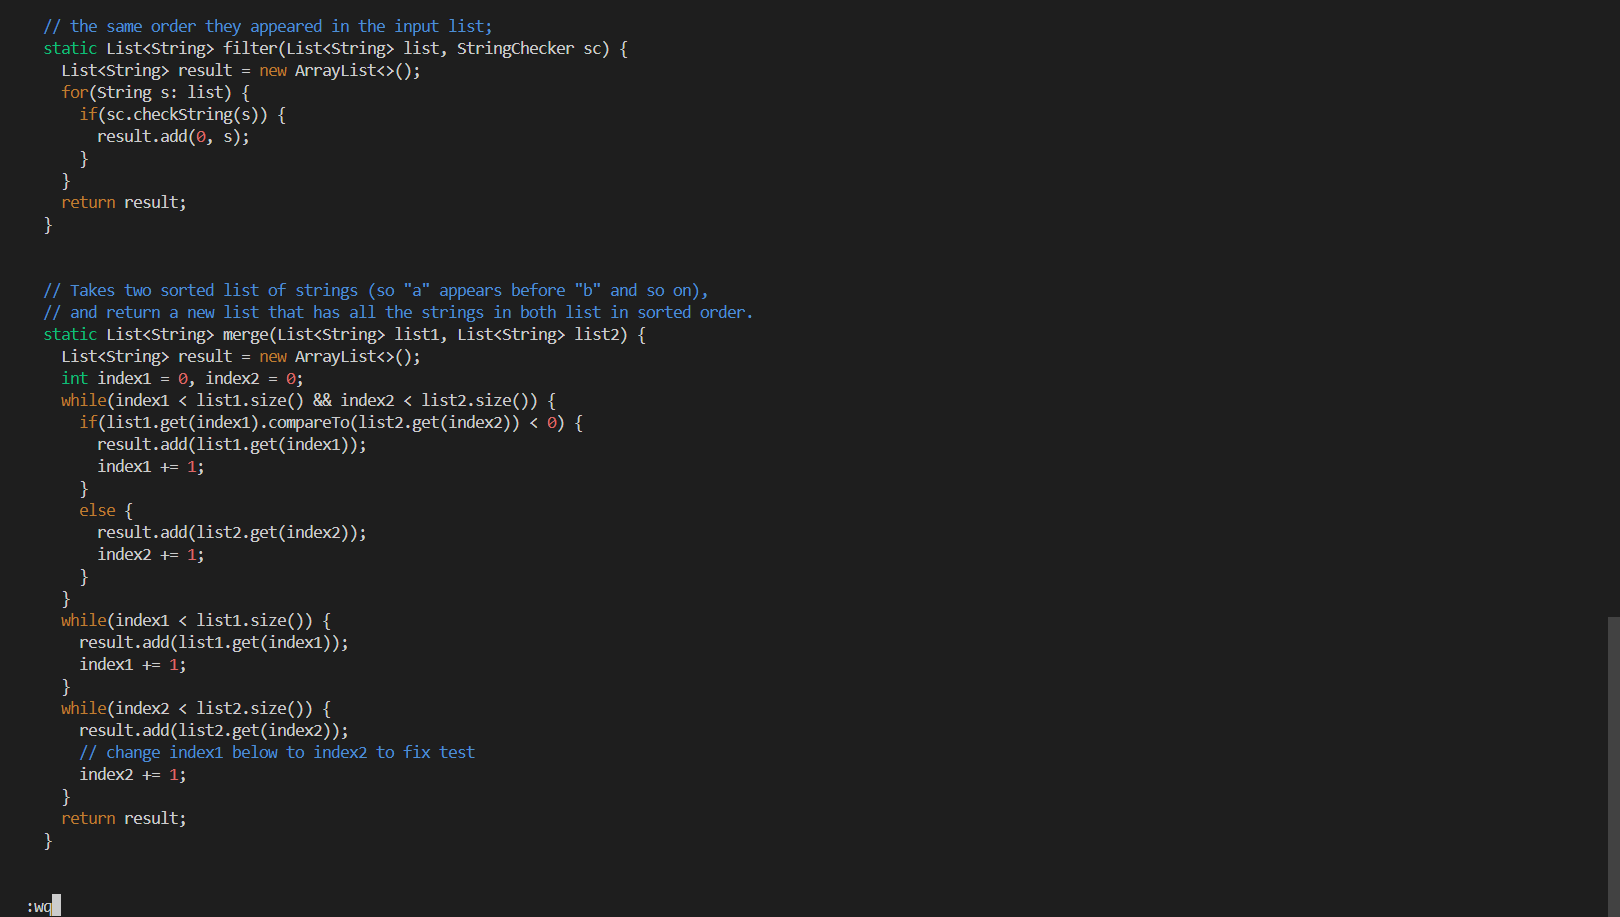 // the same order they appeared in the input list;
static List<String> filter(List<String> list, StringChecker sc) {
List<String> result = new ArrayList<>();
for(String s: list) {
if(sc.checkString(s)) {
result.add(0, s);
}
}
return result;
}
// Takes two sorted list of strings (so "a" appears before "b" and so on),
// and return a new list that has all the strings in both list in sorted order.
static List<String> merge(List<String> list1, List<String> list2) {
List<String> result = new ArrayList<>();
int index1 = 0, index2 = 0;
while(index1 < list1.size() && index2 < list2.size()) {
if(list1.get(index1).compareTo(list2.get(index2)) < 0) {
result.add(list1.get(index1));
index1 += 1;
}
else {
result.add(list2.get(index2));
index2 += 1;
}
}
while(index1 < list1.size()) {
result.add(list1.get(index1));
index1 += 1;
}
while(index2 < list2.size()) {
result.add(list2.get(index2));
// change index1 below to index2 to fix test
index2 += 1;
}
return result;
}
:wq